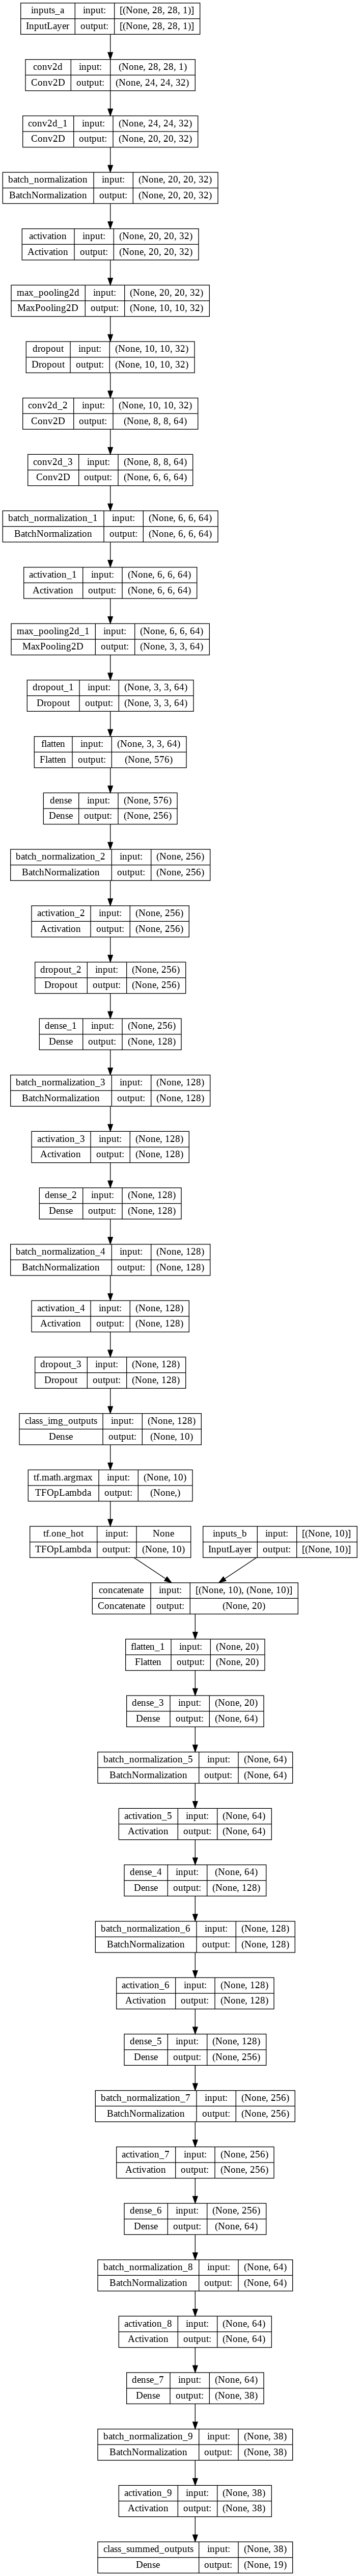 inputs_a input: [(None, 28, 28, 1)]
InputLayer output: [(None, 28, 28, 1)]
conv2d input: (None, 28, 28, 1)
Conv2D output: (None, 24, 24, 32)
conv2d_1 input: (None, 24, 24, 32)
Conv2D output: (None, 20, 20, 32)
batch_normalization input: (None, 20, 20, 32)
BatchNormalization output: (None, 20, 20, 32)
activation input: (None, 20, 20, 32)
Activation output: (None, 20, 20, 32)
max_pooling2d input: (None, 20, 20, 32)
MaxPooling2D output: (None, 10, 10, 32)
dropout input: (None, 10, 10, 32)
Dropout output: (None, 10, 10, 32)
conv2d_2 input: (None, 10, 10, 32)
Conv2D output: (None, 8, 8, 64)
conv2d_3 input: (None, 8, 8, 64)
Conv2D output: (None, 6, 6, 64)
batch_normalization_1 input: (None, 6, 6, 64)
BatchNormalization output: (None, 6, 6, 64)
activation_1 input: (None, 6, 6, 64)
Activation output: (None, 6, 6, 64)
max_pooling2d_1 input: (None, 6, 6, 64)
MaxPooling2D output: (None, 3, 3, 64)
dropout_1 input: (None, 3, 3, 64)
Dropout output: (None, 3, 3, 64)
flatten input: (None, 3, 3, 64)
Flatten output: (None, 576)
dense input: (None, 576)
Dense output: (None, 256)
batch_normalization_2 input: (None, 256)
BatchNormalization output: (None, 256)
activation_2 input: (None, 256)
Activation output: (None, 256)
dropout_2 input: (None, 256)
Dropout output: (None, 256)
dense_1 input: (None, 256)
Dense output: (None, 128)
batch_normalization_3 input: (None, 128)
BatchNormalization output: (None, 128)
activation_3 input: (None, 128)
Activation output: (None, 128)
dense_2 input: (None, 128)
Dense output: (None, 128)
batch_normalization_4 input: (None, 128)
BatchNormalization output: (None, 128)
activation_4 input: (None, 128)
Activation output: (None, 128)
dropout_3 input: (None, 128)
Dropout output: (None, 128)
class_img_outputs input: (None, 128)
Dense output: (None, 10)
tf.math.argmax input: (None, 10)
TFOpLambda output: (None,)
tf.one_hot input: None
TFOpLambda output: (None, 10)
inputs_b input: [(None, 10)]
InputLayer output: [(None, 10)]
concatenate input: [(None, 10), (None, 10)]
Concatenate output: (None, 20)
flatten_1 input: (None, 20)
Flatten output: (None, 20)
dense_3 input: (None, 20)
Dense output: (None, 64)
batch_normalization_5 input: (None, 64)
BatchNormalization output: (None, 64)
activation_5 input: (None, 64)
Activation output: (None, 64)
dense_4 input: (None, 64)
Dense output: (None, 128)
batch_normalization_6 input: (None, 128)
BatchNormalization output: (None, 128)
activation_6 input: (None, 128)
Activation output: (None, 128)
dense_5 input: (None, 128)
Dense output: (None, 256)
batch_normalization_7 input: (None, 256)
BatchNormalization output: (None, 256)
activation_7 input: (None, 256)
Activation output: (None, 256)
dense_6 input: (None, 256)
Dense output: (None, 64)
batch_normalization_8 input: (None, 64)
BatchNormalization output: (None, 64)
activation_8 input: (None, 64)
Activation output: (None, 64)
dense_7 input: (None, 64)
Dense output: (None, 38)
batch_normalization_9 input: (None, 38)
BatchNormalization output: (None, 38)
activation_9 input: (None, 38)
Activation output: (None, 38)
class_summed_outputs input: (None, 38)
Dense output: (None, 19)